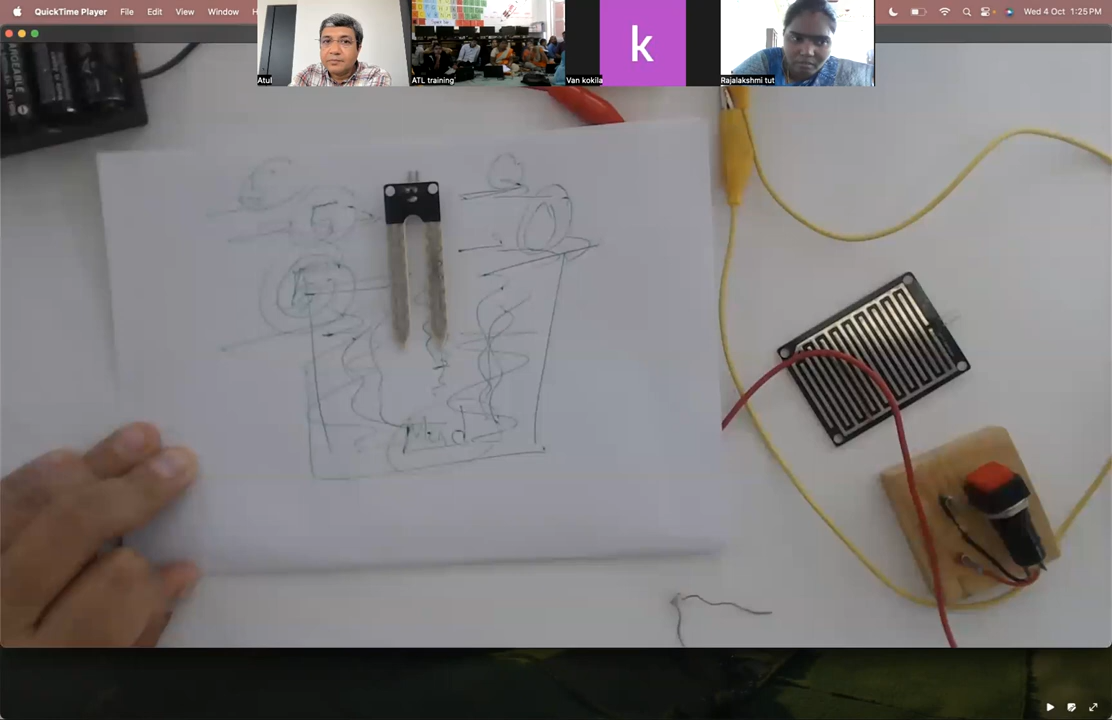 QuickTime Player File Edit View Window H
Wed 4 Oct 1:25 PM
k
Atul
ATL training
Van kokila
Rajalakshmi tut
Mud